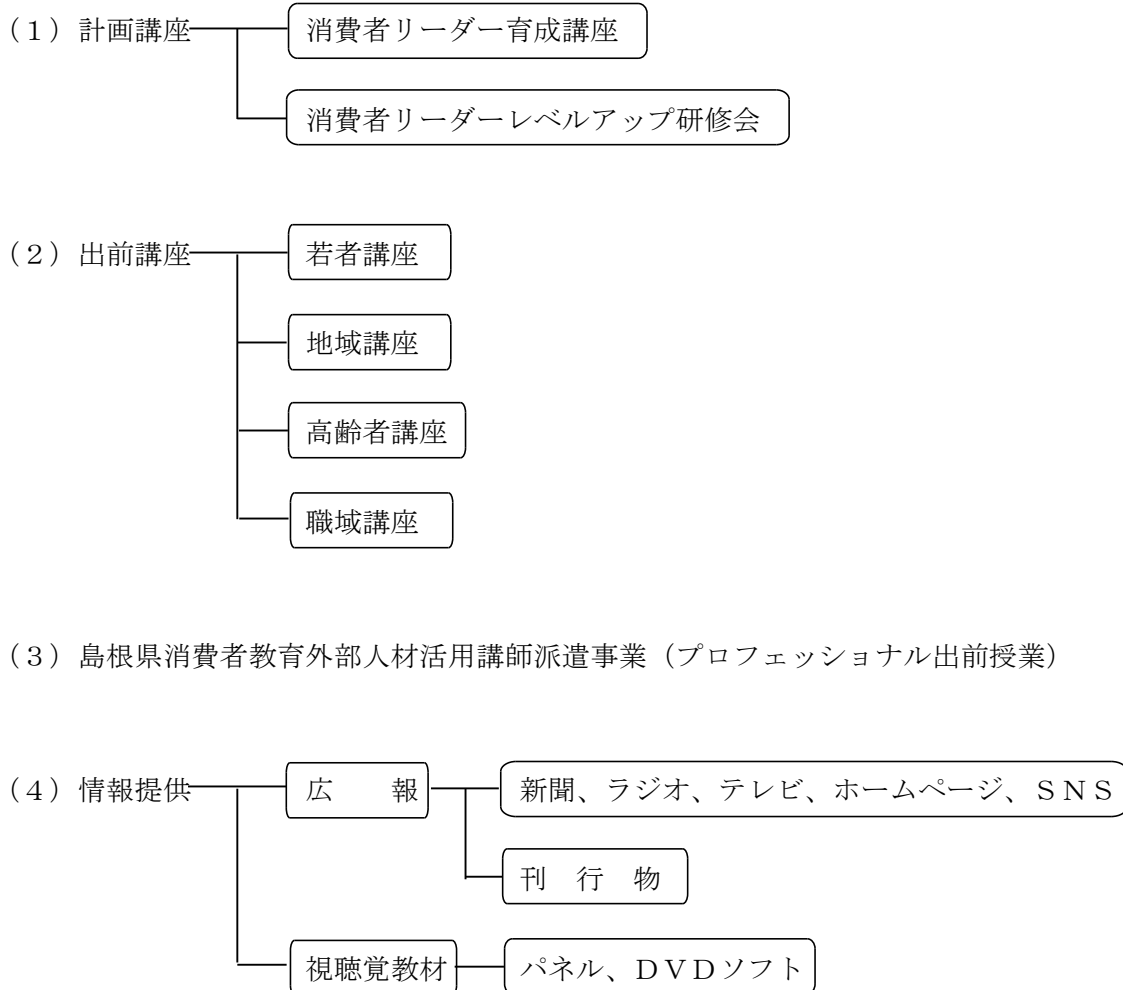 （１）計画講座 消費者リーダー育成講座
消費者リーダーレベルアップ研修会
（２）出前講座 若者講座
地域講座
高齢者講座
職域講座
（３）島根県消費者教育外部人材活用講師派遣事業（プロフェッショナル出前授業）
（４）情報提供 広　　報 新聞、ラジオ、テレビ、ホームページ、ＳＮＳ
刊　行　物
視聴覚教材 パネル、ＤＶＤソフト